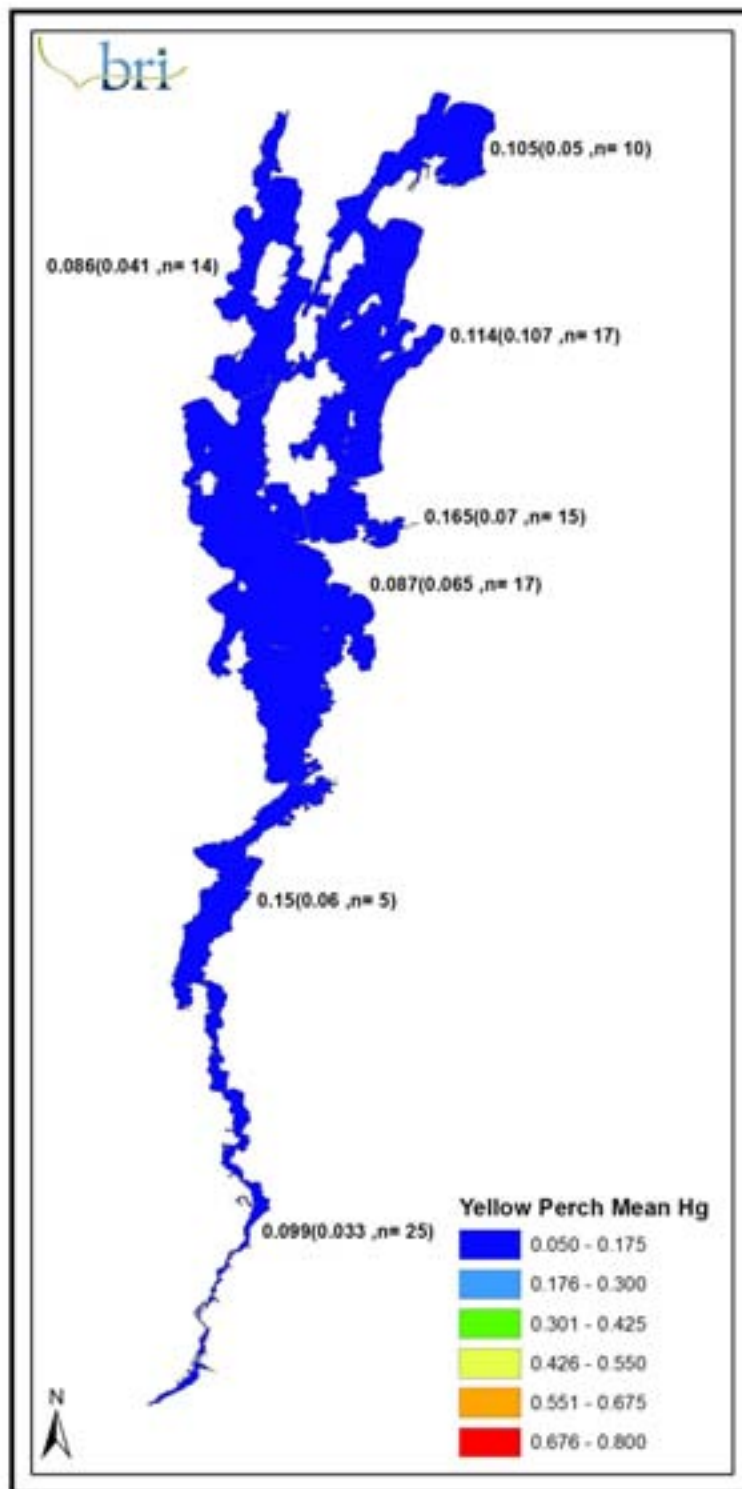 bri
0.105(0.05 ,n= 10)
0.086(0.041 ,n= 14)
0.114(0.107 ,n= 17)
0.165(0.07 ,n= 15)
0.087(0.065 ,n= 17)
0.15(0.06 ,n= 5)
0.099(0.033 ,n= 25)
Yellow Perch Mean Hg
0.050 - 0.175
0.176 - 0.300
0.301 - 0.425
0.426 - 0.550
0.551 - 0.675
0.676 - 0.800
N